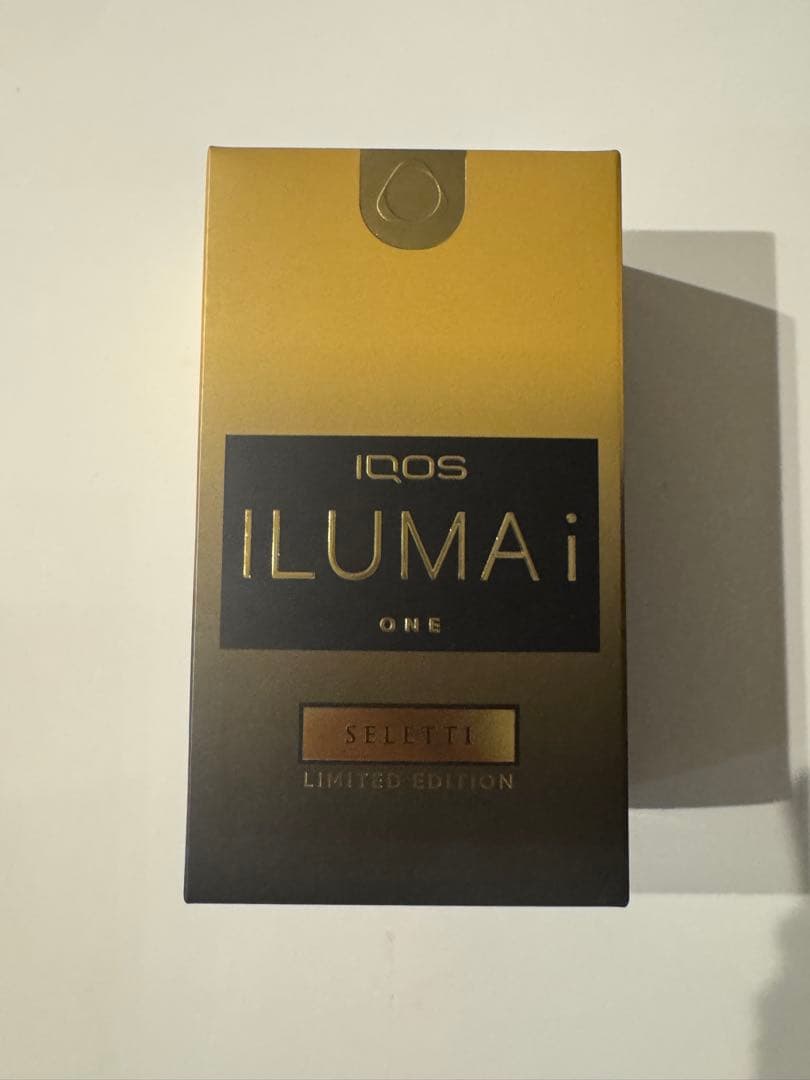 IQOS
ILUMA i
ONE
SELETTI
LIMITED EDITION